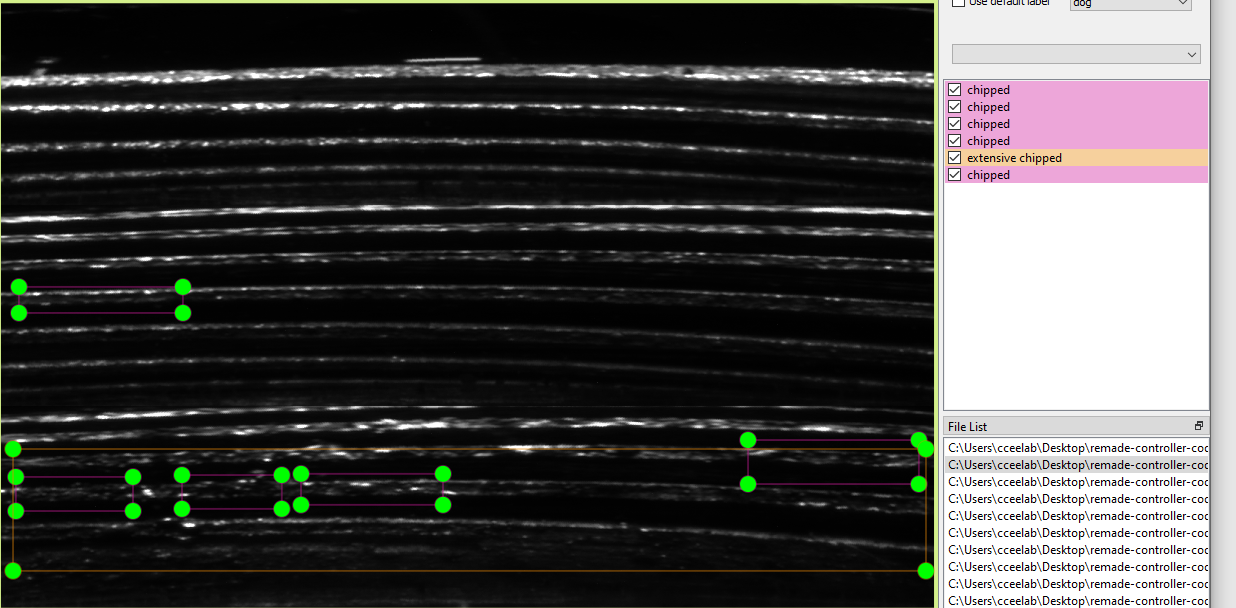 Use default label
dog
chipped
chipped
chipped
chipped
extensive chipped
chipped
File List
C:\Users\cceelab\Desktop\remade-controller-coc
C:\Users\cceelab\Desktop\remade-controller-coc
C:\Users\cceelab\Desktop\remade-controller-coc
C:\Users\cceelab\Desktop\remade-controller-coc
C:\Users\cceelab\Desktop\remade-controller-coc
C:\Users\cceelab\Desktop\remade-controller-coc
C:\Users\cceelab\Desktop\remade-controller-coc
C:\Users\cceelab\Desktop\remade-controller-coc
C:\Users\cceelab\Desktop\remade-controller-coc
C:\Users\cceelab\Desktop\remade-controller-coc